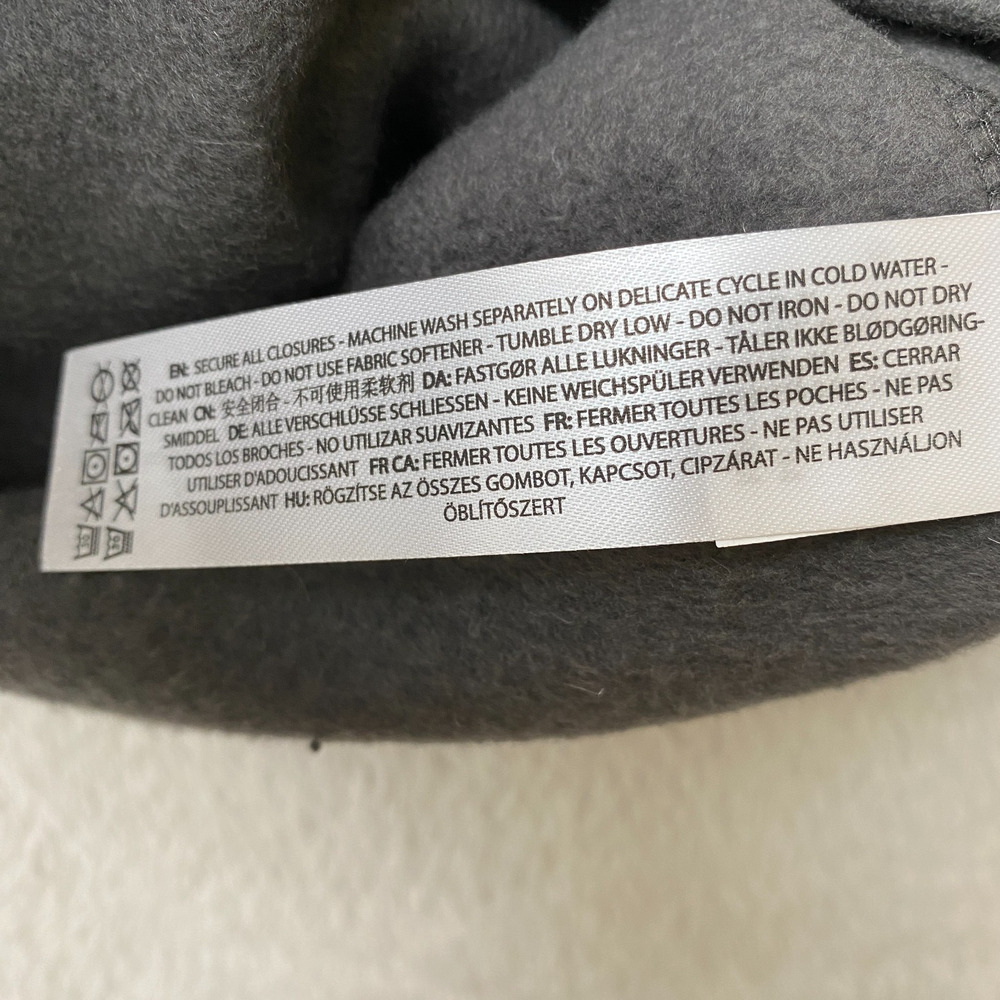 EN: SECURE ALL CLOSURES - MACHINE WASH SEPARATELY ON DELICATE CYCLE IN COLD WATER -
DO NOT BLEACH - DO NOT USE FABRIC SOFTENER - TUMBLE DRY LOW - DO NOT IRON - DO NOT DRY
CLEAN CN: 安全闭合 - 不可使用柔软剂 DA: FASTGØR ALLE LUKNINGER - TÅLER IKKE BLØDGØRING-
SMIDDEL DE: ALLE VERSCHLÜSSE SCHLIESSEN - KEINE WEICHSPÜLER VERWENDEN ES: CERRAR
TODOS LOS BROCHES - NO UTILIZAR SUAVIZANTES FR: FERMER TOUTES LES POCHES - NE PAS
UTILISER D'ADOUCISSANT FR CA: FERMER TOUTES LES OUVERTURES - NE PAS UTILISER
D'ASSOUPLISSANT HU: RÖGZÍTSE AZ ÖSSZES GOMBOT, KAPCSOT, CIPZÁRAT - NE HASZNÁLJON
ÖBLÍTŐSZERT